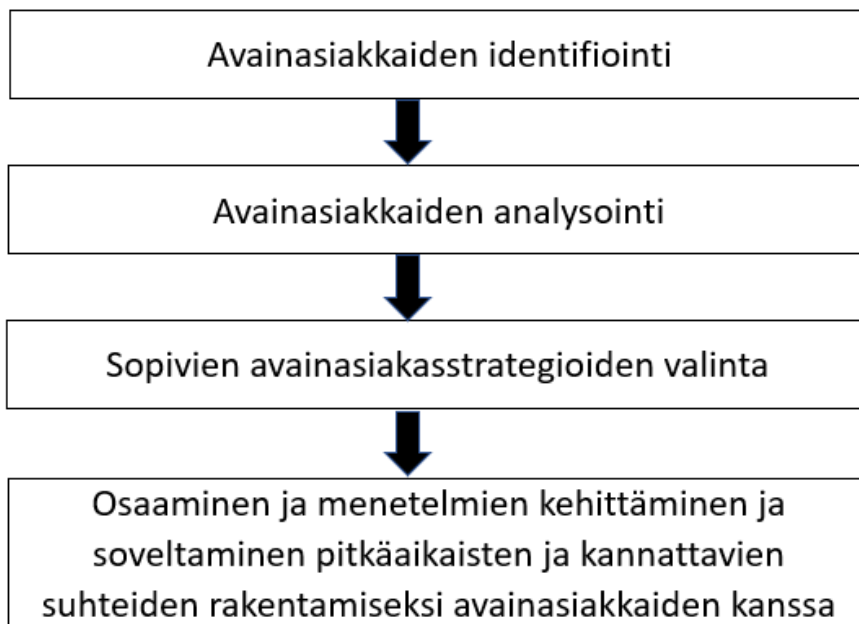 Avainasiakkaiden identifiointi
Avainasiakkaiden analysointi
Sopivien avainasiakasstrategioiden valinta
Osaaminen ja menetelmien kehittäminen ja
soveltaminen pitkäaikaisten ja kannattavien
suhteiden rakentamiseksi avainasiakkaiden kanssa